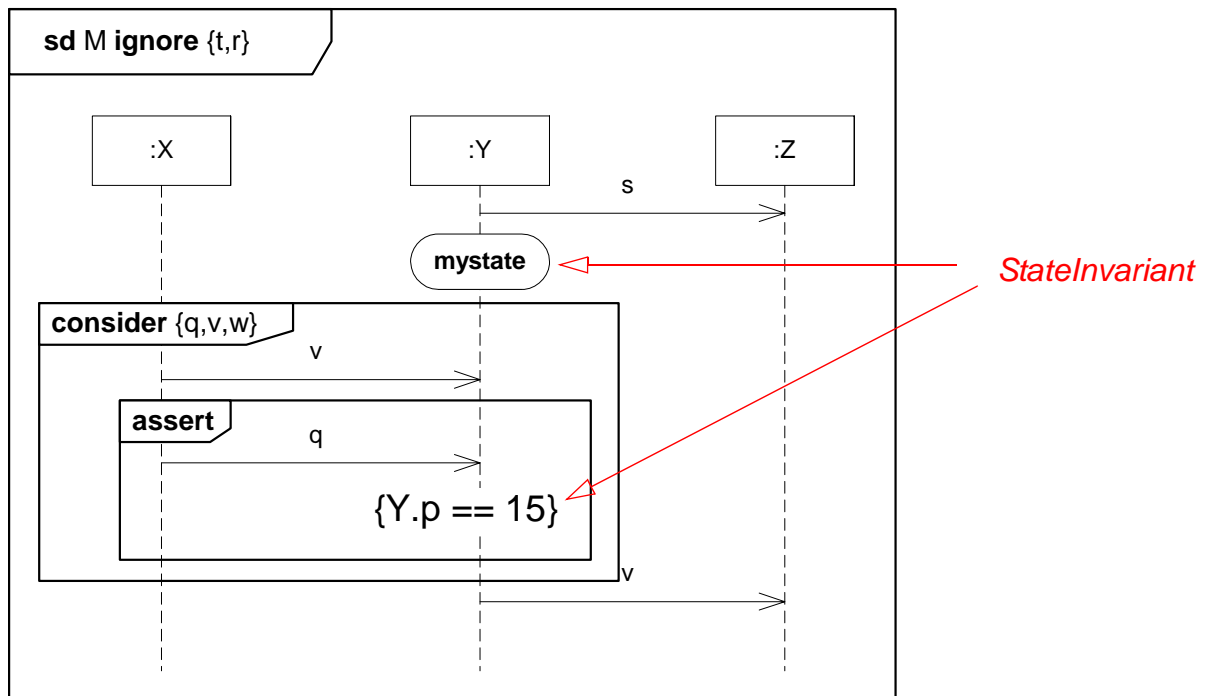 sd M ignore {t,r}
:X
:Y
:Z
s
mystate
StateInvariant
consider {q,v,w}
v
assert
q
{Y.p == 15}
v